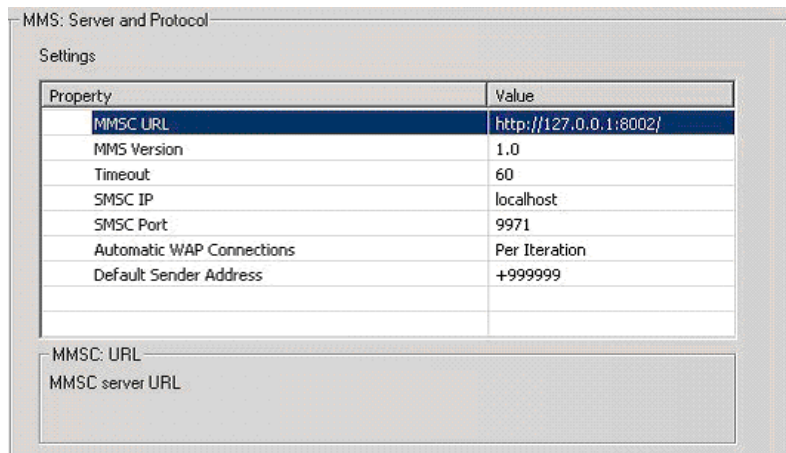 MMS: Server and Protocol
Settings
Property Value
MMSC URL http://127.0.0.1:8002/
MMS Version 1.0
Timeout 60
SMSC IP localhost
SMSC Port 9971
Automatic WAP Connections Per Iteration
Default Sender Address +999999
MMSC: URL
MMSC server URL